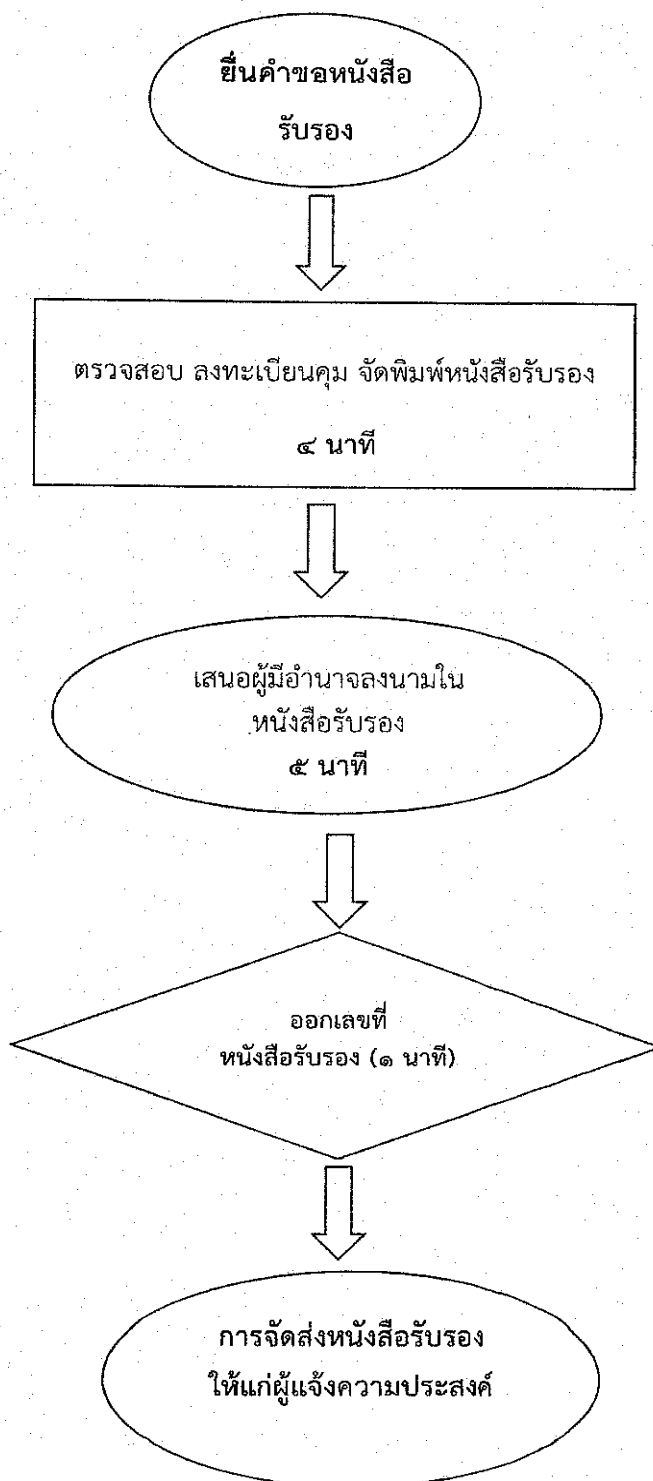 ยื่นคำขอหนังสือ
รับรอง
ตรวจสอบ ลงทะเบียนคุม จัดพิมพ์หนังสือรับรอง
๔ นาที
เสนอผู้มีอำนาจลงนามใน
หนังสือรับรอง
๕ นาที
ออกเลขที่
หนังสือรับรอง (๑ นาที)
การจัดส่งหนังสือรับรอง
ให้แก่ผู้แจ้งความประสงค์